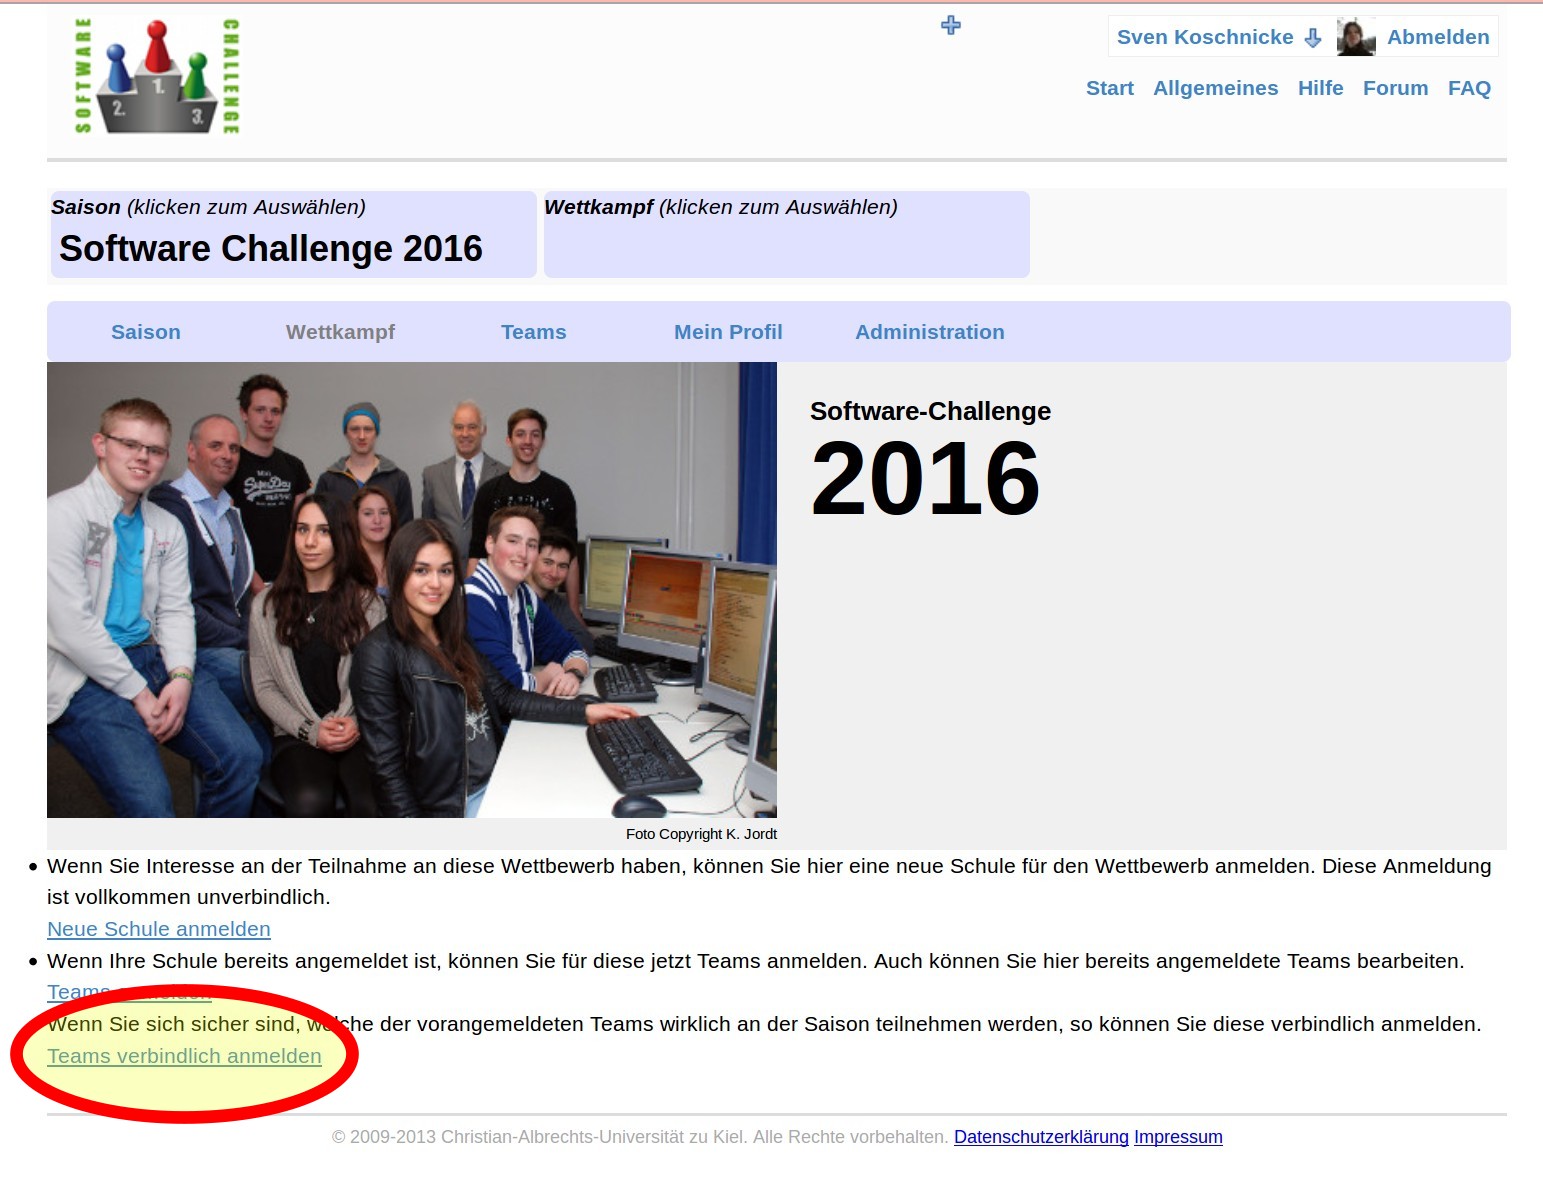 SOFTWARE
CHALLENGE
1.
2.
3.
Sven Koschnicke Abmelden
Start Allgemeines Hilfe Forum FAQ
Saison (klicken zum Auswählen)
Software Challenge 2016
Wettkampf (klicken zum Auswählen)
Saison Wettkampf Teams Mein Profil Administration
Software-Challenge
2016
SuperDry
Foto Copyright K. Jordt
Wenn Sie Interesse an der Teilnahme an diese Wettbewerb haben, können Sie hier eine neue Schule für den Wettbewerb anmelden. Diese Anmeldung
ist vollkommen unverbindlich.
Neue Schule anmelden
Wenn Ihre Schule bereits angemeldet ist, können Sie für diese jetzt Teams anmelden. Auch können Sie hier bereits angemeldete Teams bearbeiten.
Teams anmelden
Wenn Sie sich sicher sind, welche der vorangemeldeten Teams wirklich an der Saison teilnehmen werden, so können Sie diese verbindlich anmelden.
Teams verbindlich anmelden
© 2009-2013 Christian-Albrechts-Universität zu Kiel. Alle Rechte vorbehalten. Datenschutzerklärung Impressum